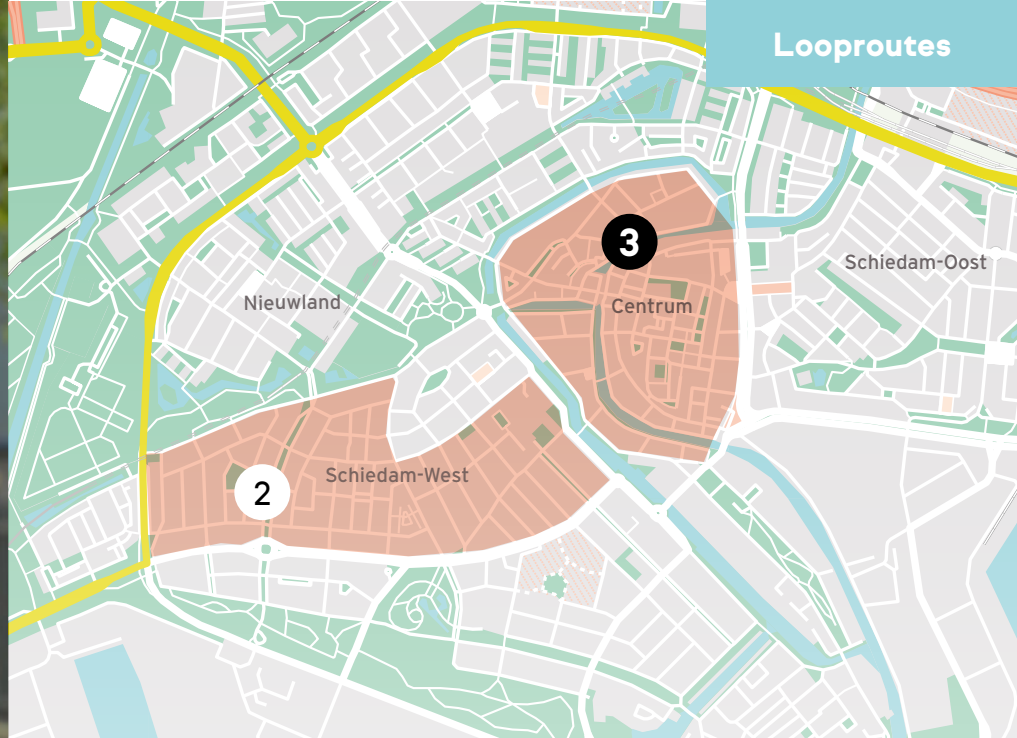 Looproutes
3
Schiedam-Oost
Nieuwland
Centrum
Schiedam-West
2